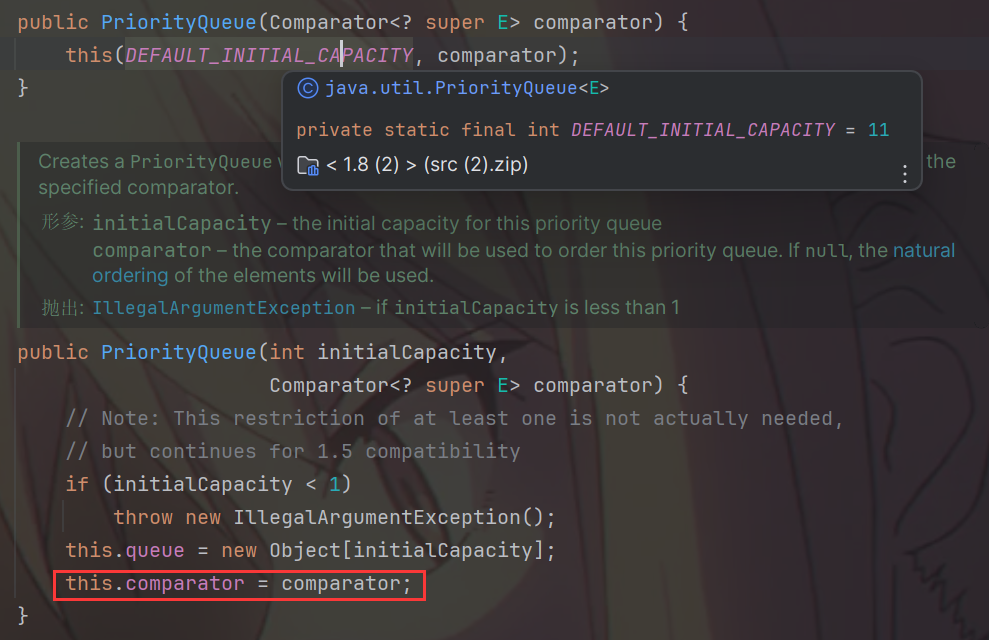 public PriorityQueue(Comparator<? super E> comparator) {
this(DEFAULT_INITIAL_CAPACITY, comparator);
}
java.util.PriorityQueue<E>
private static final int DEFAULT_INITIAL_CAPACITY = 11
< 1.8 (2) > (src (2).zip)
Creates a PriorityQueue the
specified comparator.
形参: initialCapacity – the initial capacity for this priority queue
comparator – the comparator that will be used to order this priority queue. If null, the natural
ordering of the elements will be used.
抛出: IllegalArgumentException – if initialCapacity is less than 1
public PriorityQueue(int initialCapacity,
Comparator<? super E> comparator) {
// Note: This restriction of at least one is not actually needed,
// but continues for 1.5 compatibility
if (initialCapacity < 1)
throw new IllegalArgumentException();
this.queue = new Object[initialCapacity];
this.comparator = comparator;
}